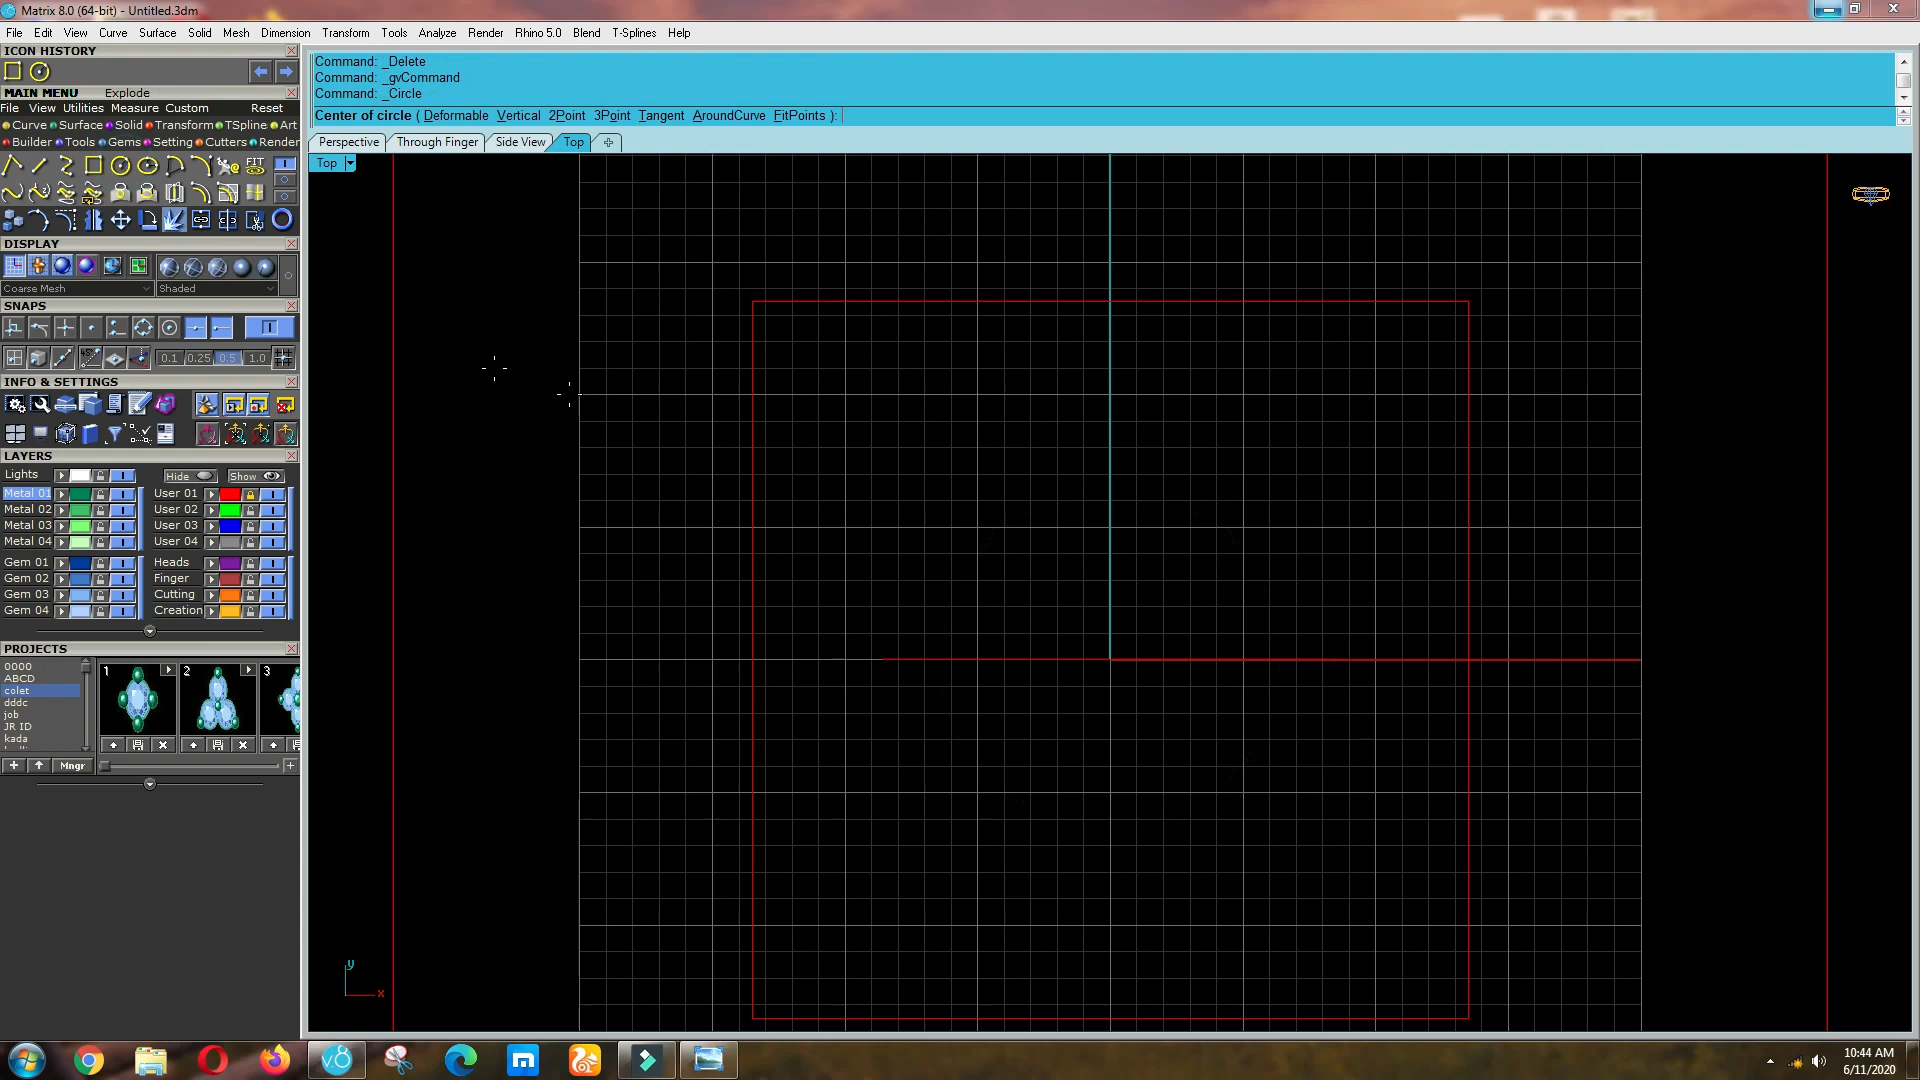 Matrix 8.0 (64-bit) - Untitled.3dm
File Edit View Curve Surface Solid Mesh Dimension Transform Tools Analyze Render Rhino 5.0 Blend T-Splines Help
ICON HISTORY
MAIN MENU Explode
File View Utilities Measure Custom Reset
Curve Surface Solid Transform TSpline Art
Builder Tools Gems Setting Cutters Render
FIT
DISPLAY
Coarse Mesh Shaded
SNAPS
0.1 0.25 0.5 1.0
INFO & SETTINGS
LAYERS
Lights Hide Show
Metal 01 User 01
Metal 02 User 02
Metal 03 User 03
Metal 04 User 04
Gem 01 Heads
Gem 02 Finger
Gem 03 Cutting
Gem 04 Creation
PROJECTS
0000
ABCD
colet
dddc
job
JR ID
kada
1 2 3
Mngr
Command: _Delete
Command: _gvCommand
Command: _Circle
Center of circle ( Deformable Vertical 2Point 3Point Tangent AroundCurve FitPoints ):
Perspective Through Finger Side View Top
Top
y
x
10:44 AM
6/11/2020